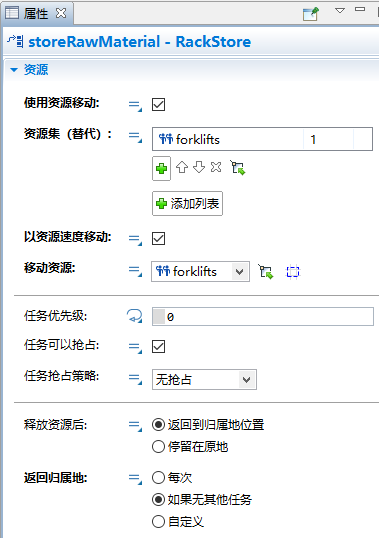 属性
storeRawMaterial - RackStore
资源
使用资源移动:
资源集（替代）:
forklifts 1
添加列表
以资源速度移动:
移动资源: forklifts
任务优先级: 0
任务可以抢占:
任务抢占策略: 无抢占
释放资源后: 返回到归属地位置
停留在原地
返回归属地: 每次
如果无其他任务
自定义